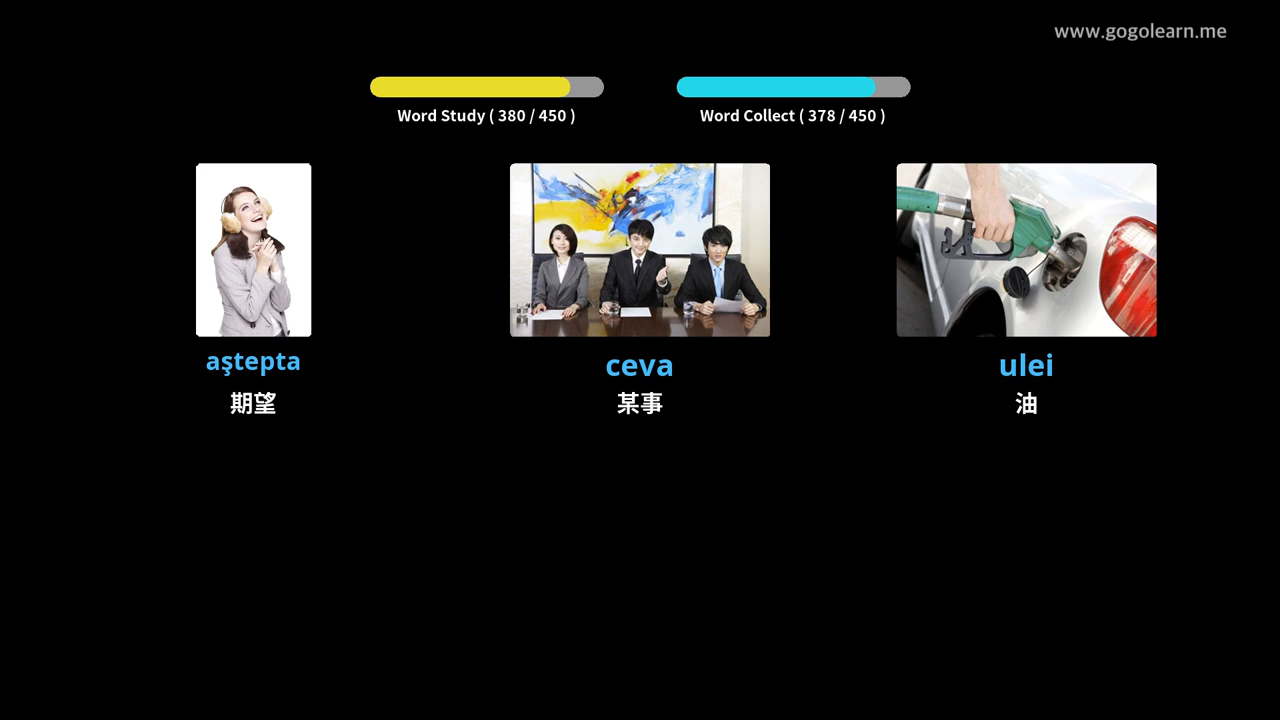 www.gogolearn.me
Word Study ( 380 / 450 )
Word Collect ( 378 / 450 )
aştepta
ceva
ulei
期望
某事
油